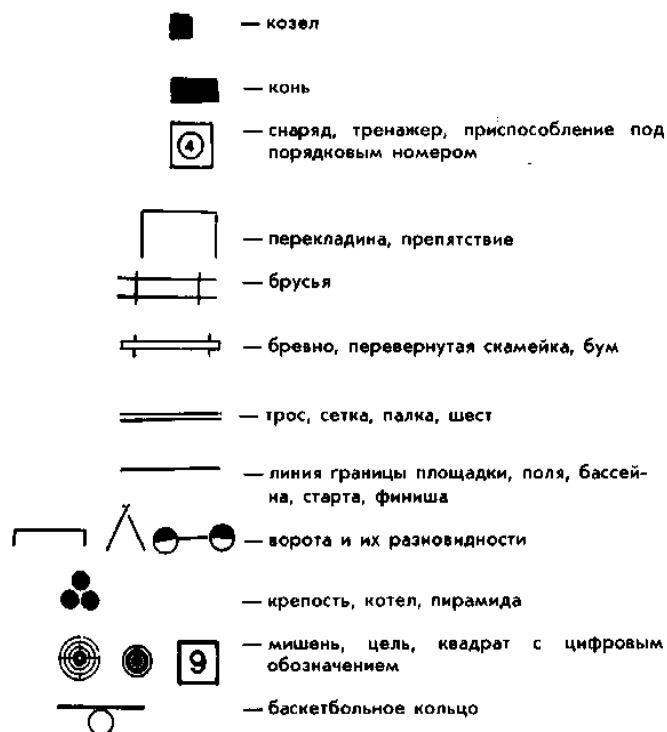 — козел
— конь
4 — снаряд, тренажер, приспособление под
порядковым номером
— перекладина, препятствие
— брусья
— бревно, перевернутая скамейка, бум
— трос, сетка, палка, шест
— линия границы площадки, поля, бассей-
на, старта, финиша
— ворота и их разновидности
— крепость, котел, пирамида
9 — мишень, цель, квадрат с цифровым
обозначением
— баскетбольное кольцо